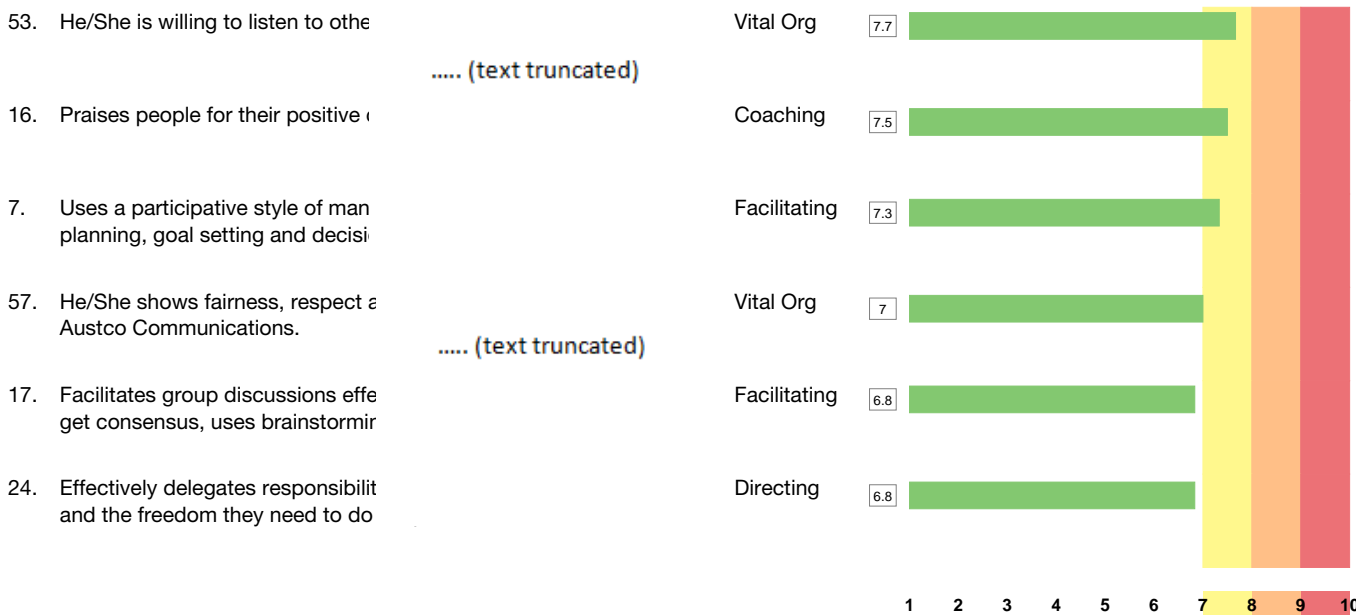 53. He/She is willing to listen to othe Vital Org 7.7
..... (text truncated)
16. Praises people for their positive Coaching 7.5
7. Uses a participative style of man Facilitating 7.3
planning, goal setting and decisi
57. He/She shows fairness, respect a Vital Org 7
Austco Communications.
..... (text truncated)
17. Facilitates group discussions effe Facilitating 6.8
get consensus, uses brainstormin
24. Effectively delegates responsibilit Directing 6.8
and the freedom they need to do
1 2 3 4 5 6 7 8 9 10